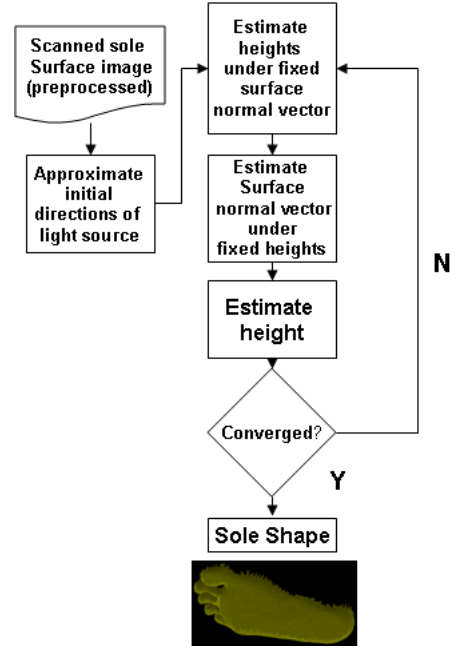 Scanned sole
Surface image
(preprocessed)
Approximate
initial
directions of
light source
Estimate
heights
under fixed
surface
normal vector
Estimate
Surface
normal vector
under
fixed heights
Estimate
height
Converged?
N
Y
Sole Shape